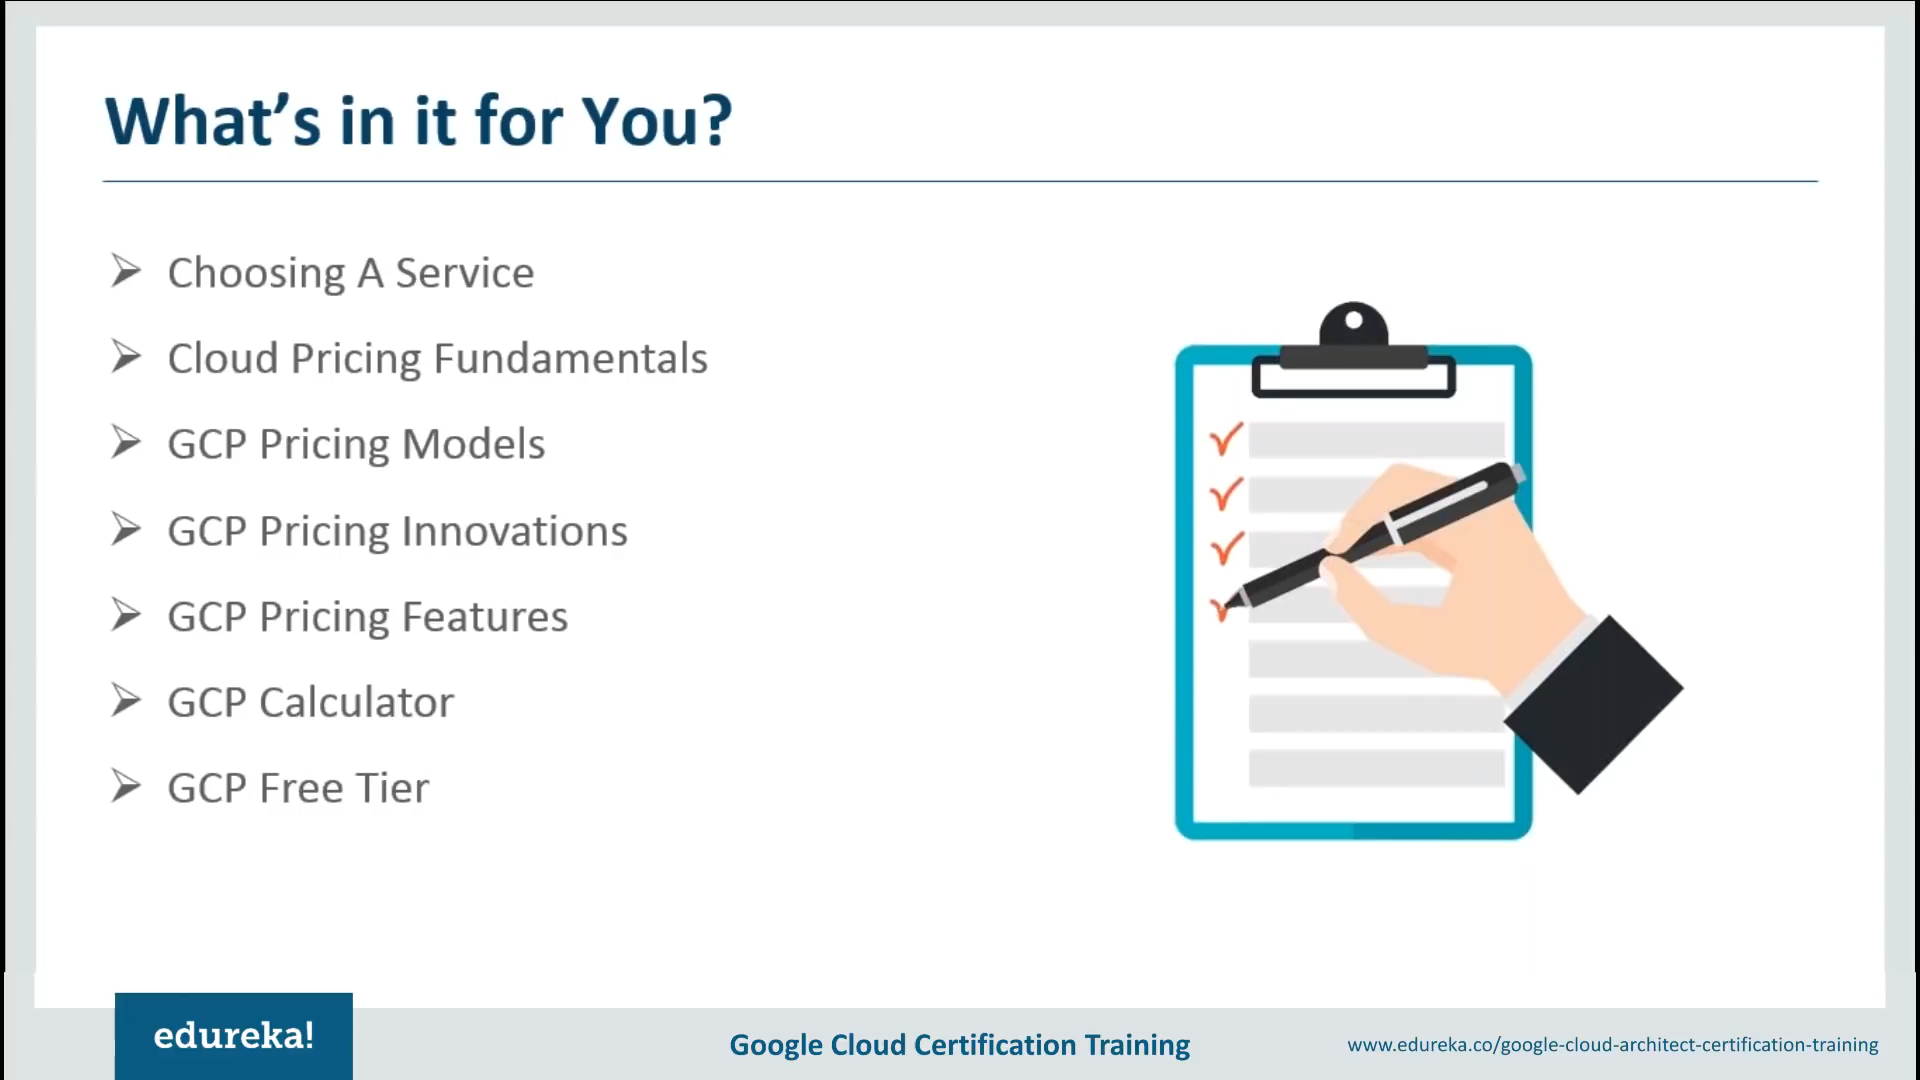 What’s in it for You?
Choosing A Service
Cloud Pricing Fundamentals
GCP Pricing Models
GCP Pricing Innovations
GCP Pricing Features
GCP Calculator
GCP Free Tier
edureka!
Google Cloud Certification Training
www.edureka.co/google-cloud-architect-certification-training